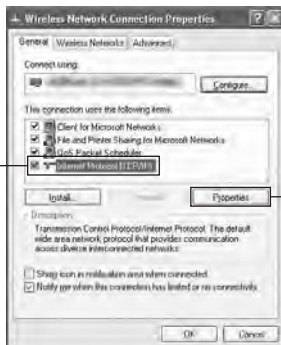 Wireless Network Connection Properties
General Wireless Networks Advanced
Connect using:
Configure...
This connection uses the following items:
Client for Microsoft Networks
File and Printer Sharing for Microsoft Networks
QoS Packet Scheduler
Internet Protocol (TCP/IP)
Install...
Properties
Description
Transmission Control Protocol/Internet Protocol. The default
wide area network protocol that provides communication
across diverse interconnected networks.
Show icon in notification area when connected
Notify me when this connection has limited or no connectivity
OK Cancel